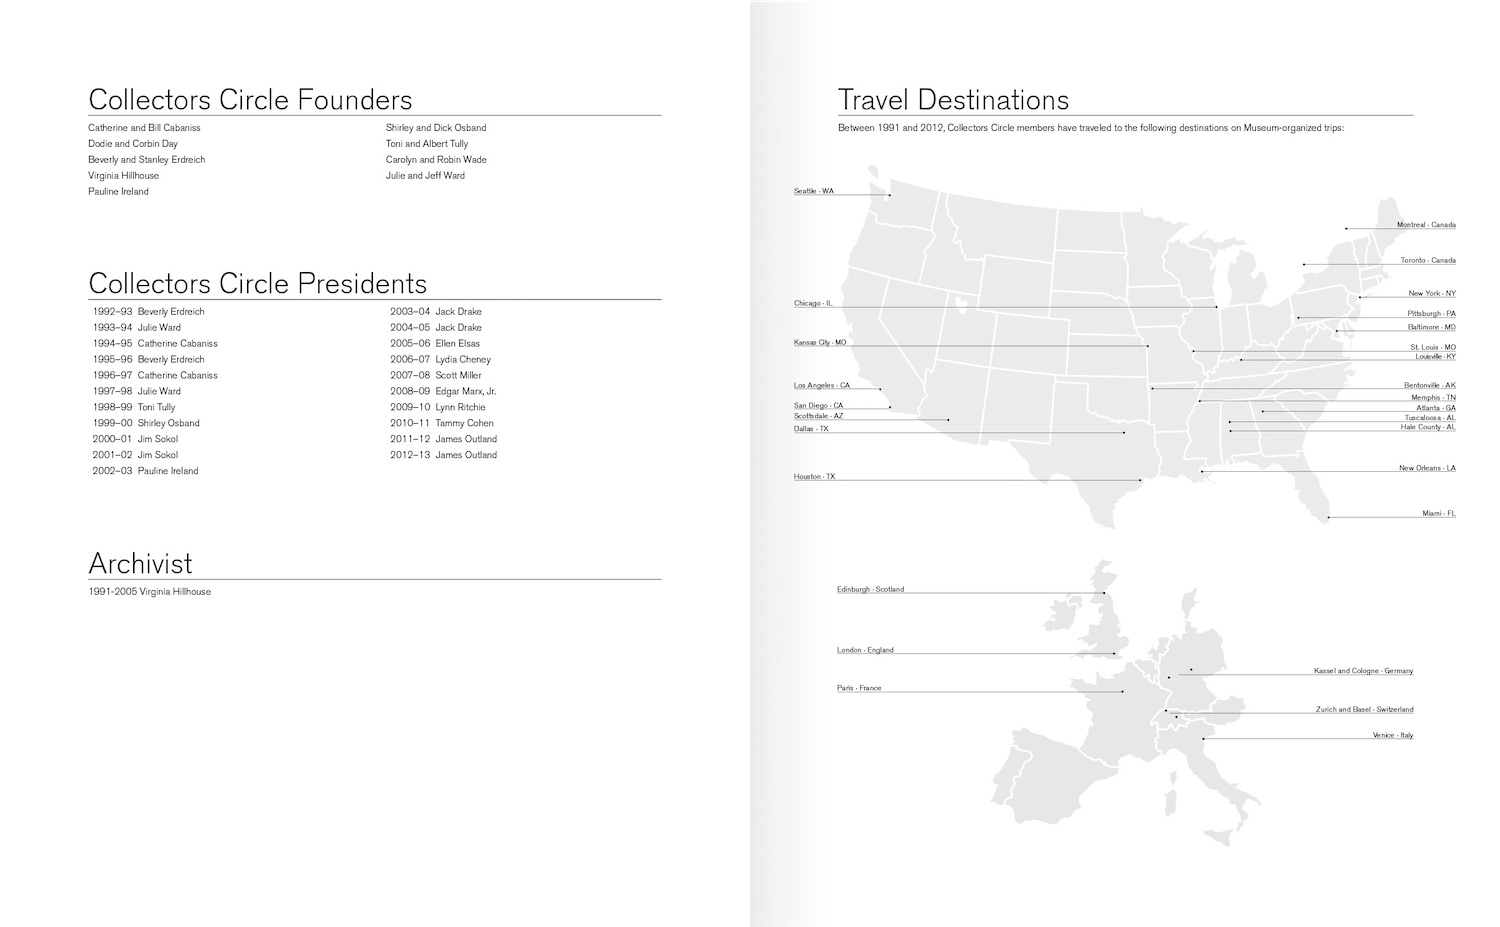 Collectors Circle Founders
Catherine and Bill Cabaniss
Dodie and Corbin Day
Beverly and Stanley Erdreich
Virginia Hillhouse
Pauline Ireland
Shirley and Dick Osband
Toni and Albert Tully
Carolyn and Robin Wade
Julie and Jeff Ward
Collectors Circle Presidents
1992–93 Beverly Erdreich
1993–94 Julie Ward
1994–95 Catherine Cabaniss
1995–96 Beverly Erdreich
1996–97 Catherine Cabaniss
1997–98 Julie Ward
1998–99 Toni Tully
1999–00 Shirley Osband
2000–01 Jim Sokol
2001–02 Jim Sokol
2002–03 Pauline Ireland
2003–04 Jack Drake
2004–05 Jack Drake
2005–06 Ellen Elsas
2006–07 Lydia Cheney
2007–08 Scott Miller
2008–09 Edgar Marx, Jr.
2009–10 Lynn Ritchie
2010–11 Tammy Cohen
2011–12 James Outland
2012–13 James Outland
Archivist
1991-2005 Virginia Hillhouse
Travel Destinations
Between 1991 and 2012, Collectors Circle members have traveled to the following destinations on Museum-organized trips:
Seattle - WA
Chicago - IL
Kansas City - MO
Los Angeles - CA
San Diego - CA
Scottsdale - AZ
Dallas - TX
Houston - TX
Montreal - Canada
Toronto - Canada
New York - NY
Pittsburgh - PA
Baltimore - MD
St. Louis - MO
Louisville - KY
Bentonville - AK
Memphis - TN
Atlanta - GA
Tuscaloosa - AL
Hale County - AL
New Orleans - LA
Miami - FL
Edinburgh - Scotland
London - England
Paris - France
Kassel and Cologne - Germany
Zurich and Basel - Switzerland
Venice - Italy